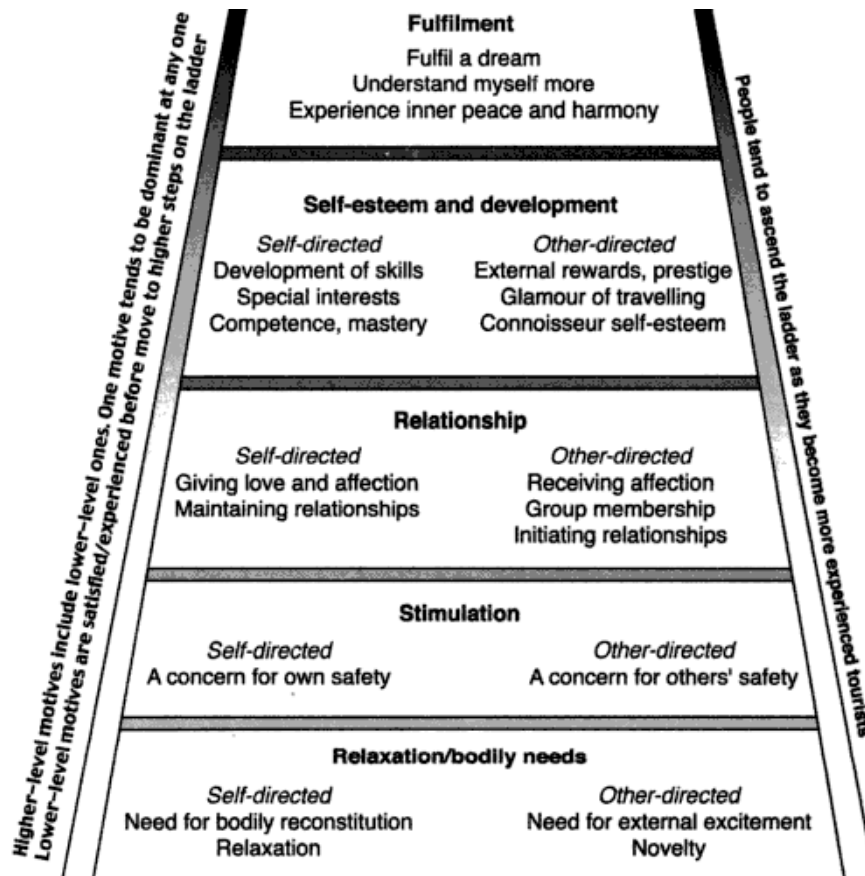 Fulfilment
Fulfil a dream
Understand myself more
Experience inner peace and harmony
Self-esteem and development
Self-directed
Development of skills
Special interests
Competence, mastery
Other-directed
External rewards, prestige
Glamour of travelling
Connoisseur self-esteem
Relationship
Self-directed
Giving love and affection
Maintaining relationships
Other-directed
Receiving affection
Group membership
Initiating relationships
Stimulation
Self-directed
A concern for own safety
Other-directed
A concern for others' safety
Relaxation/bodily needs
Self-directed
Need for bodily reconstitution
Relaxation
Other-directed
Need for external excitement
Novelty
Higher-level motives include lower-level ones. One motive tends to be dominant at any one
Lower-level motives are satisfied/experienced before move to higher steps on the ladder
People tend to ascend the ladder as they become more experienced tourists